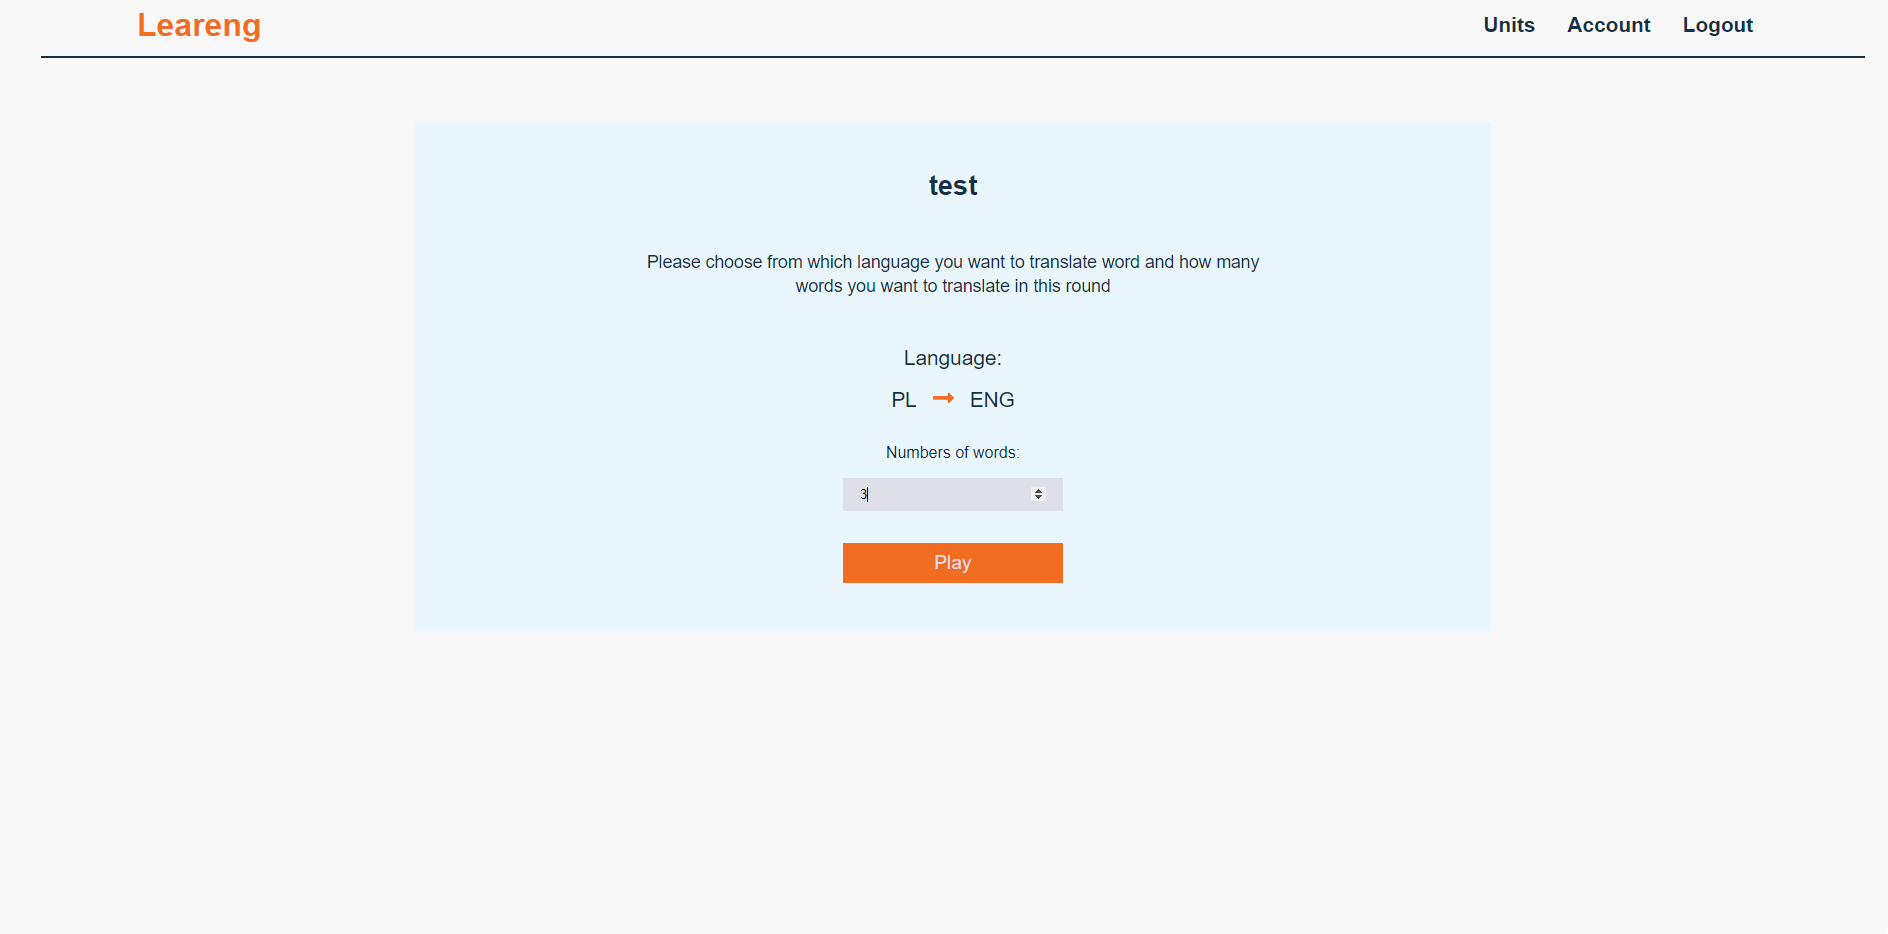 Leareng
Units Account Logout
test
Please choose from which language you want to translate word and how many
words you want to translate in this round
Language:
PL ENG
Numbers of words:
3
Play